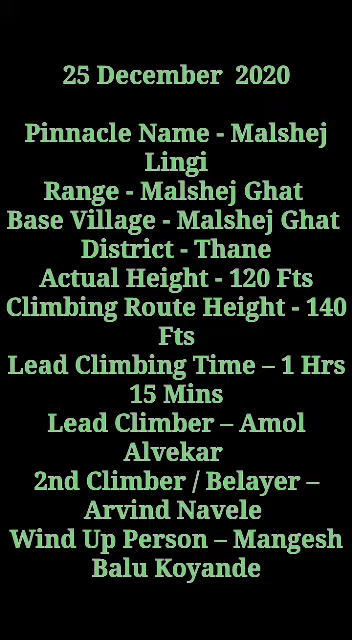 25 December 2020
Pinnacle Name - Malshej
Lingi
Range - Malshej Ghat
Base Village - Malshej Ghat
District - Thane
Actual Height - 120 Fts
Climbing Route Height - 140
Fts
Lead Climbing Time – 1 Hrs
15 Mins
Lead Climber – Amol
Alvekar
2nd Climber / Belayer –
Arvind Navele
Wind Up Person – Mangesh
Balu Koyande